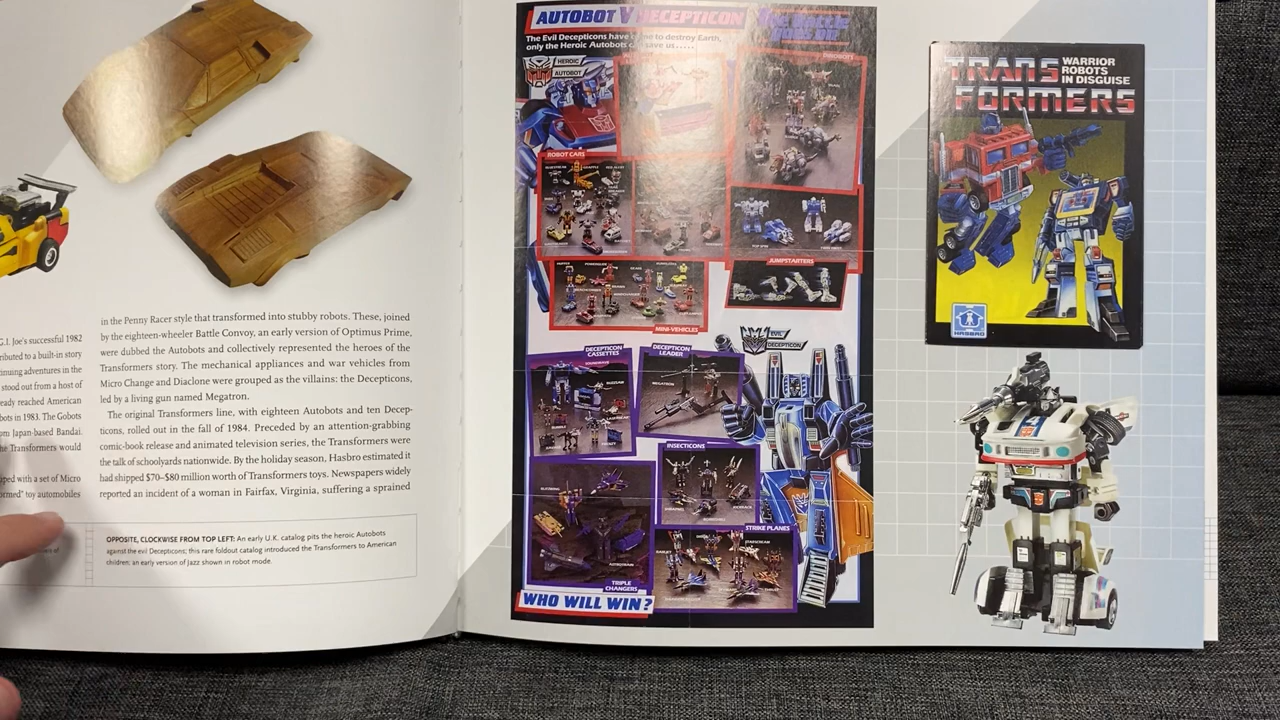 G.I. Joe's successful 1982
ributed to a built-in story
nuing adventures in the
stood out from a host of
eady reached American
bots in 1983. The Gobots
om Japan-based Bandai.
he Transformers would
ped with a set of Micro
ormed" toy automobiles
in the Penny Racer style that transformed into stubby robots. These, joined
by the eighteen-wheeler Battle Convoy, an early version of Optimus Prime,
were dubbed the Autobots and collectively represented the heroes of the
Transformers story. The mechanical appliances and war vehicles from
Micro Change and Diaclone were grouped as the villains: the Decepticons,
led by a living gun named Megatron.
The original Transformers line, with eighteen Autobots and ten Decep-
ticons, rolled out in the fall of 1984. Preceded by an attention-grabbing
comic-book release and animated television series, the Transformers were
the talk of schoolyards nationwide. By the holiday season, Hasbro estimated it
had shipped $70–$80 million worth of Transformers toys. Newspapers widely
reported an incident of a woman in Fairfax, Virginia, suffering a sprained
OPPOSITE, CLOCKWISE FROM TOP LEFT: An early U.K. catalog pits the heroic Autobots
against the evil Decepticons; this rare foldout catalog introduced the Transformers to American
children; an early version of Jazz shown in robot mode.
AUTOBOT V DECEPTICON
The Evil Decepticons have come to destroy Earth,
only the Heroic Autobots can save us.....
HEROIC
AUTOBOT
ROBOT CARS
JUMPSTARTERS
MINI-VEHICLES
EVIL
DECEPTICON
DECEPTICON
CASSETTES
DECEPTICON
LEADER
MEGATRON
INSECTICONS
STRIKE PLANES
STARSCREAM
TRIPLE
CHANGERS
WHO WILL WIN?
TRANS
FORMERS
WARRIOR
ROBOTS
IN DISGUISE
HASBRO